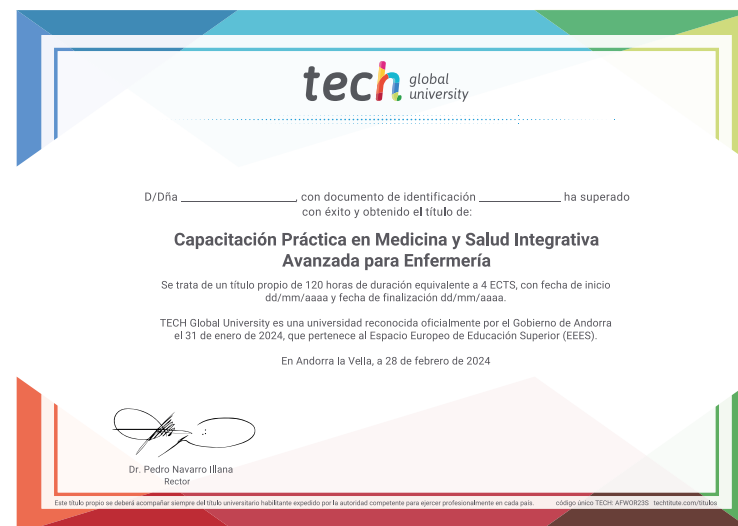 tech global university
D/Dña ______________, con documento de identificación __________ ha superado
con éxito y obtenido el título de:
Capacitación Práctica en Medicina y Salud Integrativa
Avanzada para Enfermería
Se trata de un título propio de 120 horas de duración equivalente a 4 ECTS, con fecha de inicio
dd/mm/aaaa y fecha de finalización dd/mm/aaaa.
TECH Global University es una universidad reconocida oficialmente por el Gobierno de Andorra
el 31 de enero de 2024, que pertenece al Espacio Europeo de Educación Superior (EEES).
En Andorra la Vella, a 28 de febrero de 2024
Dr. Pedro Navarro Illana
Rector
Este título propio se deberá acompañar siempre del título universitario habilitante expedido por la autoridad competente para ejercer profesionalmente en cada país. código único TECH: AFWOR23S techtitute.com/titulos